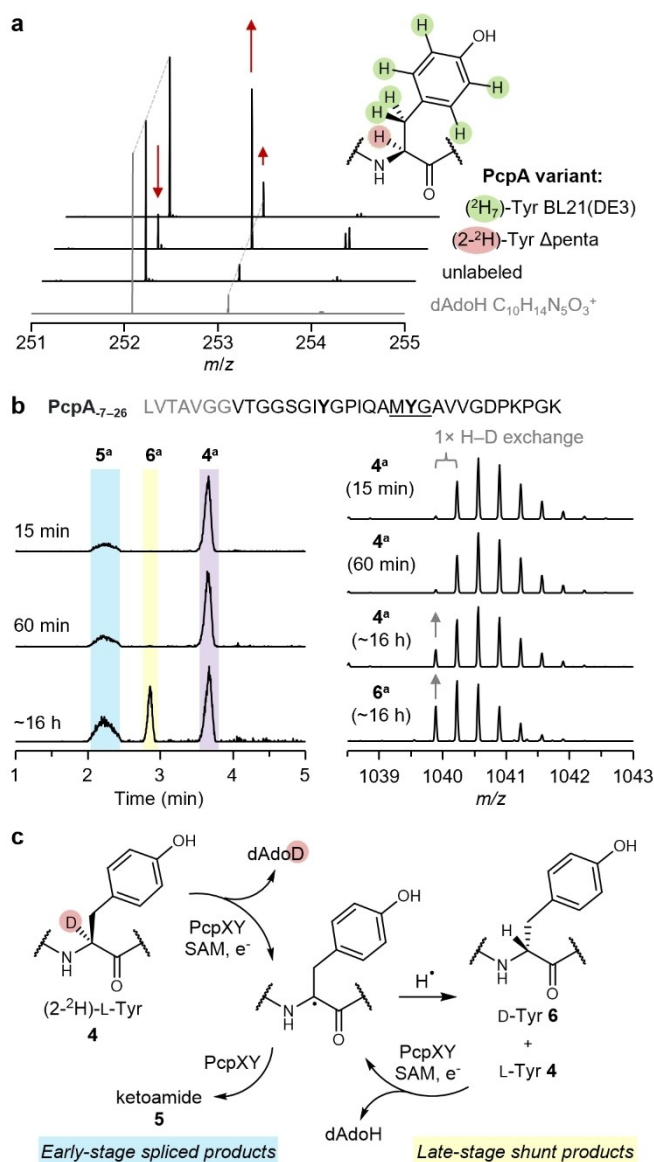 a
OH
H
H
H
H
H
H
H
N
H
O
PcpA variant:
(²H₇)-Tyr BL21(DE3)
(2-²H)-Tyr Δpenta
unlabeled
dAdoH C₁₀H₁₄N₅O₃⁺
251 252 253 254 255
m/z
b PcpA₋₇₋₂₆ LVTAVGGVTGGSGIYGPIQAMYGAVVGDPKPGK
5ᵃ 6ᵃ 4ᵃ
15 min
60 min
~16 h
1 2 3 4 5
Time (min)
1× H–D exchange
4ᵃ
(15 min)
4ᵃ
(60 min)
4ᵃ
(~16 h)
6ᵃ
(~16 h)
1039 1040 1041 1042 1043
m/z
c
OH
D
N
H
O
(2-²H)-L-Tyr
4
dAdoD
PcpXY
SAM, e⁻
OH
N
H
O
H•
OH
H
N
H
O
D-Tyr 6
+
L-Tyr 4
PcpXY
ketoamide
5
PcpXY
SAM, e⁻
dAdoH
Early-stage spliced products
Late-stage shunt products